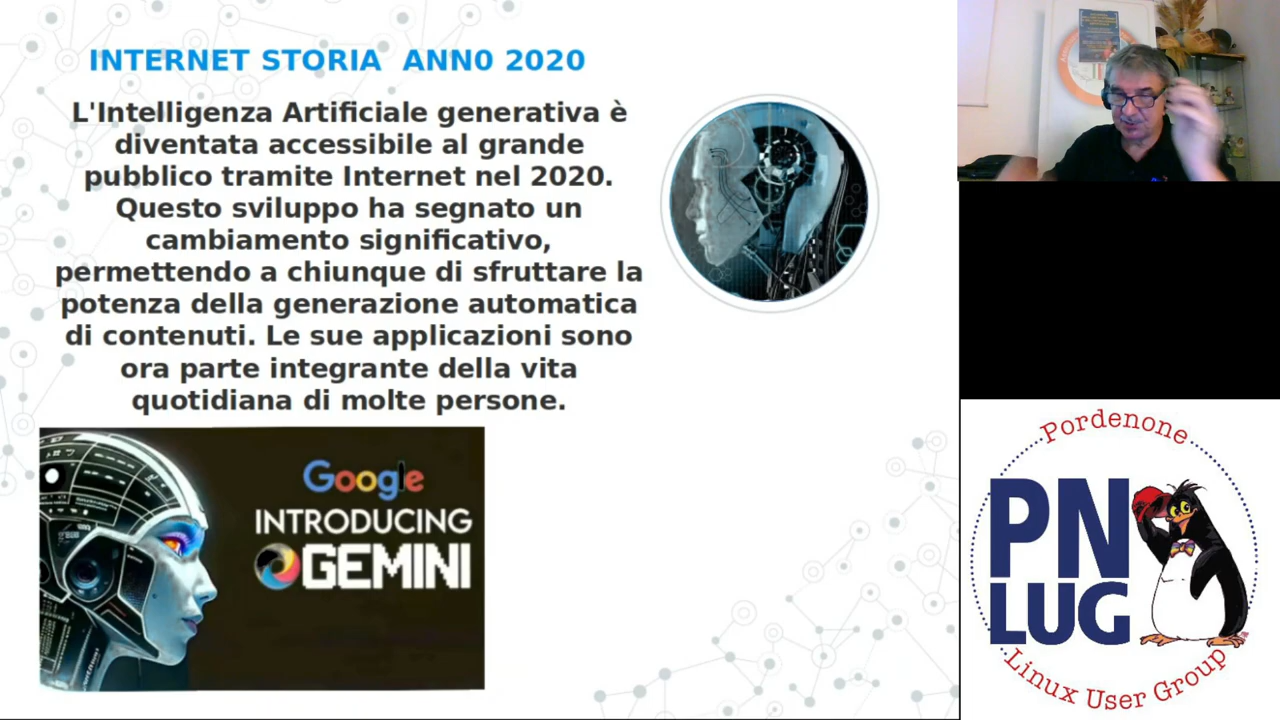 INTERNET STORIA ANN0 2020
L'Intelligenza Artificiale generativa è
diventata accessibile al grande
pubblico tramite Internet nel 2020.
Questo sviluppo ha segnato un
cambiamento significativo,
permettendo a chiunque di sfruttare la
potenza della generazione automatica
di contenuti. Le sue applicazioni sono
ora parte integrante della vita
quotidiana di molte persone.
Google
INTRODUCING
GEMINI
Pordenone
PN
LUG
Linux User Group